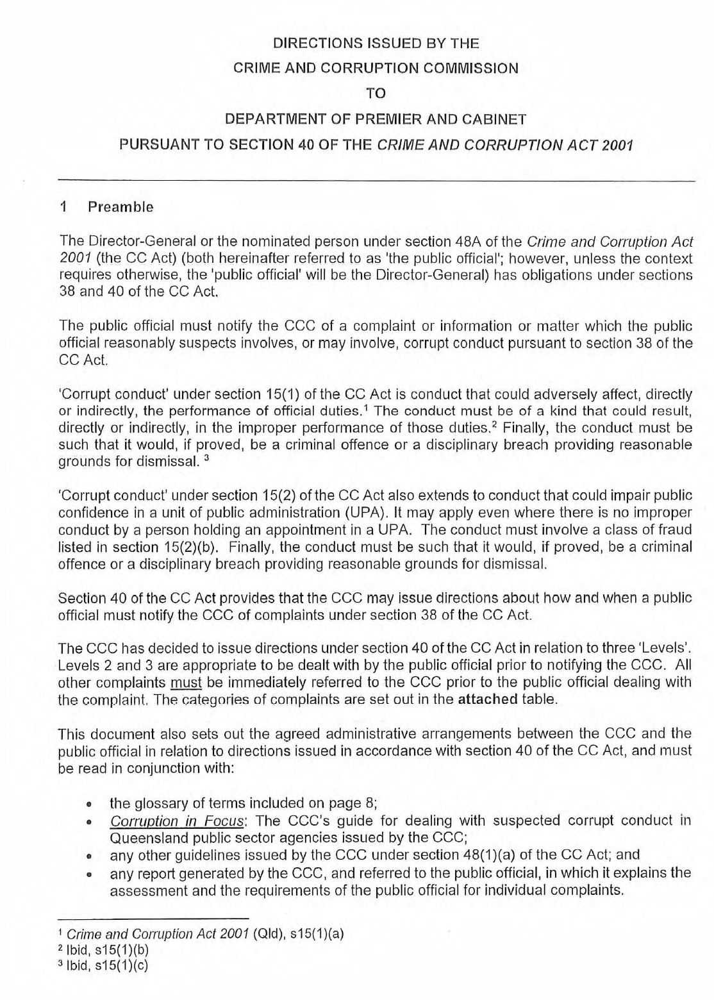 DIRECTIONS ISSUED BY THE
CRIME AND CORRUPTION COMMISSION
TO
DEPARTMENT OF PREMIER AND CABINET
PURSUANT TO SECTION 40 OF THE CRIME AND CORRUPTION ACT 2001
1 Preamble
The Director-General or the nominated person under section 48A of the Crime and Corruption Act
2001 (the CC Act) (both hereinafter referred to as 'the public official'; however, unless the context
requires otherwise, the 'public official' will be the Director-General) has obligations under sections
38 and 40 of the CC Act.
The public official must notify the CCC of a complaint or information or matter which the public
official reasonably suspects involves, or may involve, corrupt conduct pursuant to section 38 of the
CC Act.
'Corrupt conduct' under section 15(1) of the CC Act is conduct that could adversely affect, directly
or indirectly, the performance of official duties.1 The conduct must be of a kind that could result,
directly or indirectly, in the improper performance of those duties.2 Finally, the conduct must be
such that it would, if proved, be a criminal offence or a disciplinary breach providing reasonable
grounds for dismissal. 3
'Corrupt conduct' under section 15(2) of the CC Act also extends to conduct that could impair public
confidence in a unit of public administration (UPA). It may apply even where there is no improper
conduct by a person holding an appointment in a UPA. The conduct must involve a class of fraud
listed in section 15(2)(b). Finally, the conduct must be such that it would, if proved, be a criminal
offence or a disciplinary breach providing reasonable grounds for dismissal.
Section 40 of the CC Act provides that the CCC may issue directions about how and when a public
official must notify the CCC of complaints under section 38 of the CC Act.
The CCC has decided to issue directions under section 40 of the CC Act in relation to three 'Levels'.
Levels 2 and 3 are appropriate to be dealt with by the public official prior to notifying the CCC. All
other complaints must be immediately referred to the CCC prior to the public official dealing with
the complaint. The categories of complaints are set out in the attached table.
This document also sets out the agreed administrative arrangements between the CCC and the
public official in relation to directions issued in accordance with section 40 of the CC Act, and must
be read in conjunction with:
• the glossary of terms included on page 8;
• Corruption in Focus: The CCC's guide for dealing with suspected corrupt conduct in
Queensland public sector agencies issued by the CCC;
• any other guidelines issued by the CCC under section 48(1)(a) of the CC Act; and
• any report generated by the CCC, and referred to the public official, in which it explains the
assessment and the requirements of the public official for individual complaints.
1 Crime and Corruption Act 2001 (Qld), s15(1)(a)
2 Ibid, s15(1)(b)
3 Ibid, s15(1)(c)